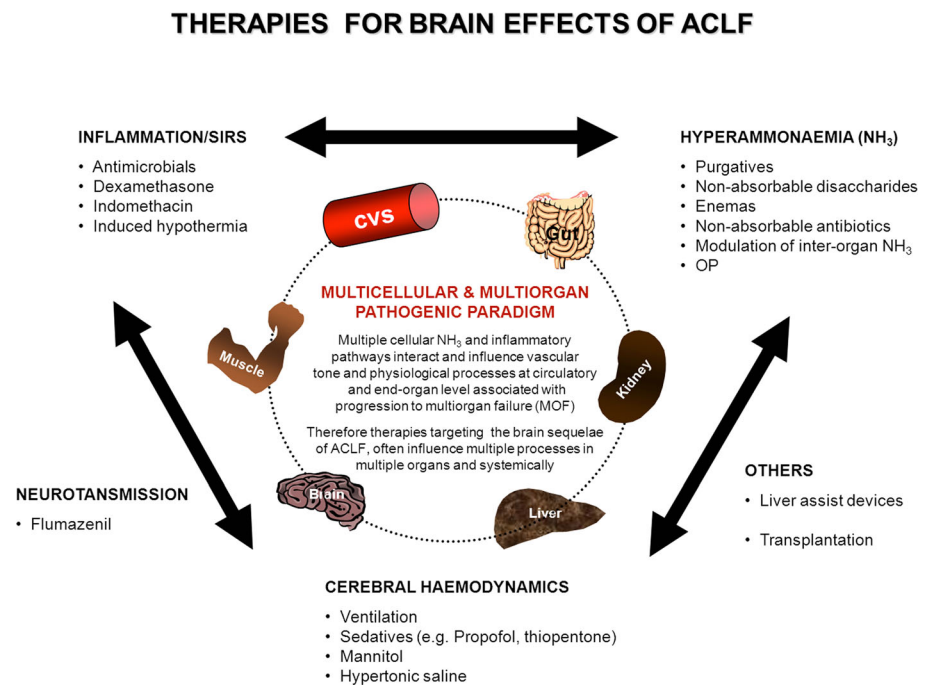 THERAPIES FOR BRAIN EFFECTS OF ACLF
INFLAMMATION/SIRS
• Antimicrobials
• Dexamethasone
• Indomethacin
• Induced hypothermia
HYPERAMMONAEMIA (NH3)
• Purgatives
• Non-absorbable disaccharides
• Enemas
• Non-absorbable antibiotics
• Modulation of inter-organ NH3
• OP
CVS
Gut
MULTICELLULAR & MULTIORGAN
PATHOGENIC PARADIGM
Multiple cellular NH3 and inflammatory
pathways interact and influence vascular
tone and physiological processes at circulatory
and end-organ level associated with
progression to multiorgan failure (MOF)
Therefore therapies targeting the brain sequelae
of ACLF, often influence multiple processes in
multiple organs and systemically
Muscle
Kidney
Brain
Liver
NEUROTANSMISSION
• Flumazenil
OTHERS
• Liver assist devices
• Transplantation
CEREBRAL HAEMODYNAMICS
• Ventilation
• Sedatives (e.g. Propofol, thiopentone)
• Mannitol
• Hypertonic saline